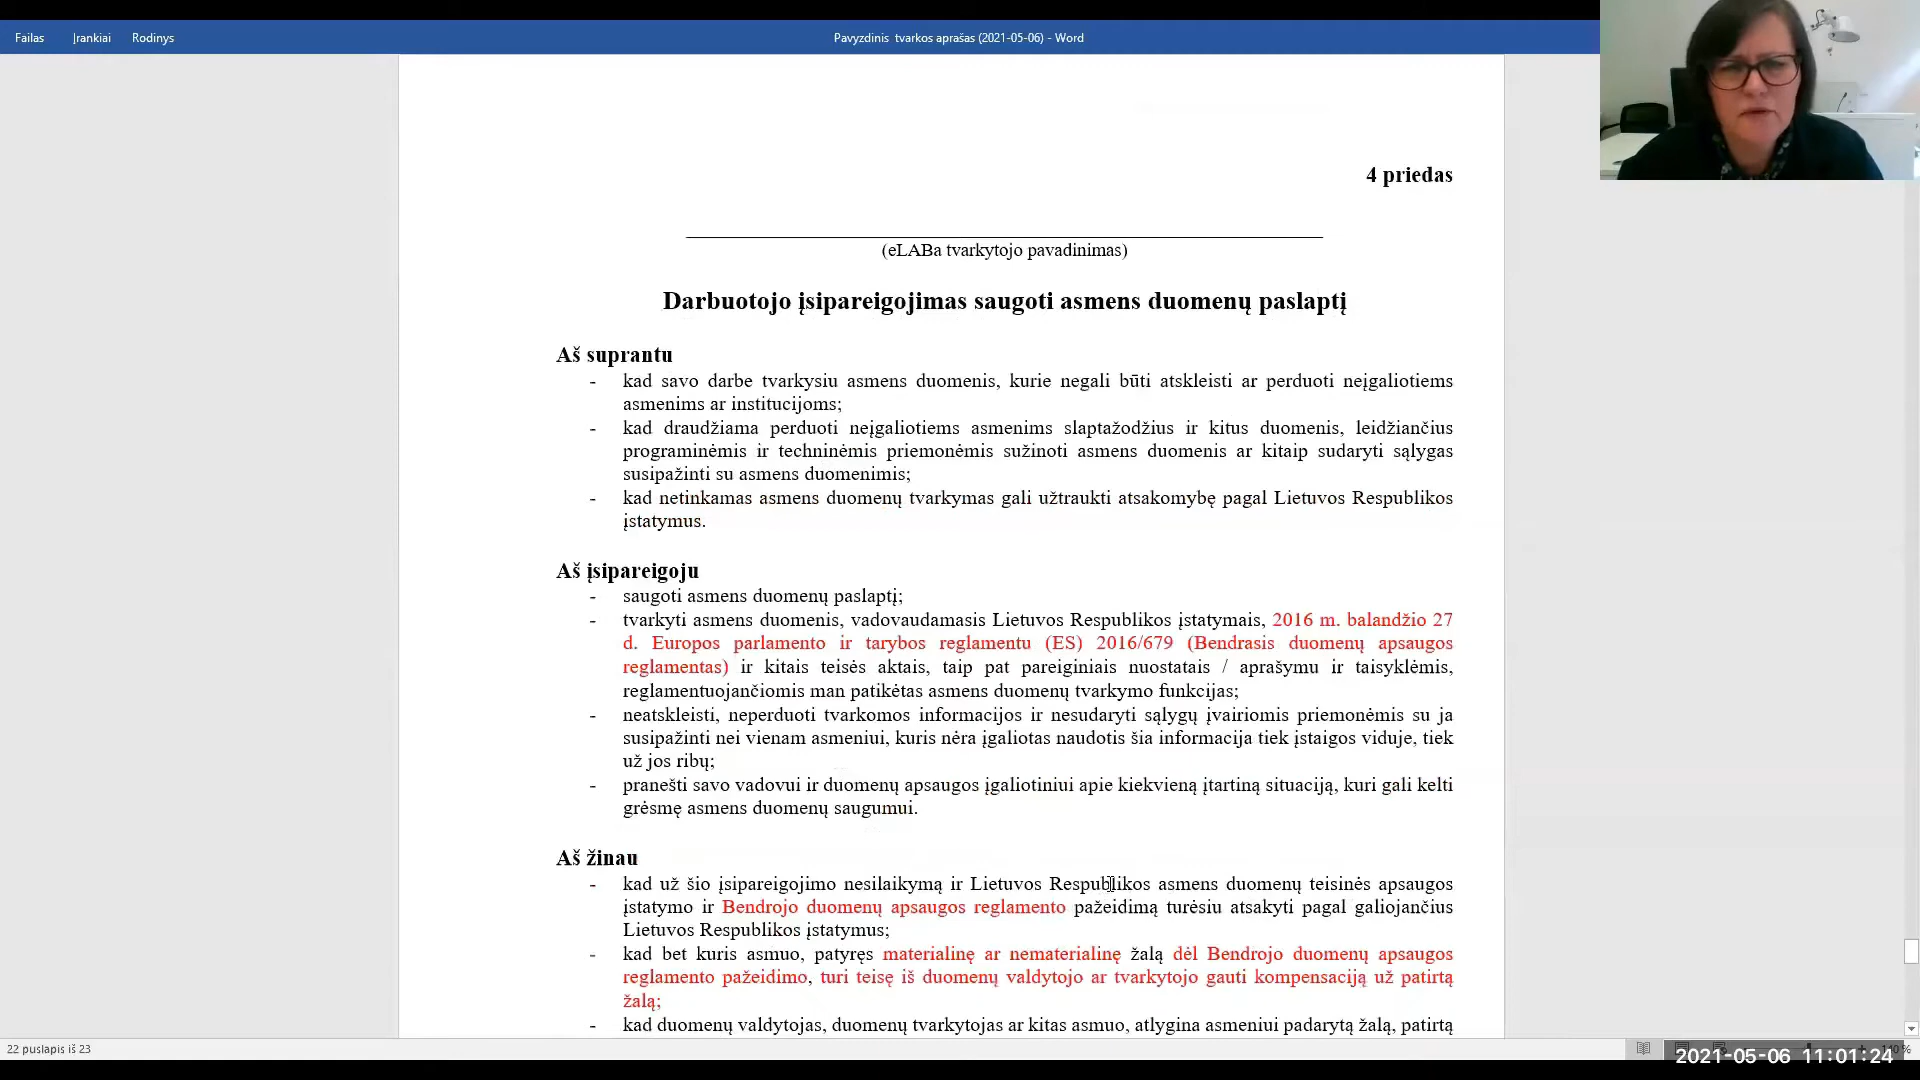 Failas Įrankiai Rodinys
Pavyzdinis tvarkos aprašas (2021-05-06) - Word
4 priedas
(eLABa tvarkytojo pavadinimas)
Darbuotojo įsipareigojimas saugoti asmens duomenų paslaptį
Aš suprantu
- kad savo darbe tvarkysiu asmens duomenis, kurie negali būti atskleisti ar perduoti neįgaliotiems
asmenims ar institucijoms;
- kad draudžiama perduoti neįgaliotiems asmenims slaptažodžius ir kitus duomenis, leidžiančius
programinėmis ir techninėmis priemonėmis sužinoti asmens duomenis ar kitaip sudaryti sąlygas
susipažinti su asmens duomenimis;
- kad netinkamas asmens duomenų tvarkymas gali užtraukti atsakomybę pagal Lietuvos Respublikos
įstatymus.
Aš įsipareigoju
- saugoti asmens duomenų paslaptį;
- tvarkyti asmens duomenis, vadovaudamasis Lietuvos Respublikos įstatymais, 2016 m. balandžio 27
d. Europos parlamento ir tarybos reglamentu (ES) 2016/679 (Bendrasis duomenų apsaugos
reglamentas) ir kitais teisės aktais, taip pat pareiginiais nuostatais / aprašymu ir taisyklėmis,
reglamentuojančiomis man patikėtas asmens duomenų tvarkymo funkcijas;
- neatskleisti, neperduoti tvarkomos informacijos ir nesudaryti sąlygų įvairiomis priemonėmis su ja
susipažinti nei vienam asmeniui, kuris nėra įgaliotas naudotis šia informacija tiek įstaigos viduje, tiek
už jos ribų;
- pranešti savo vadovui ir duomenų apsaugos įgaliotiniui apie kiekvieną įtartiną situaciją, kuri gali kelti
grėsmę asmens duomenų saugumui.
Aš žinau
- kad už šio įsipareigojimo nesilaikymą ir Lietuvos Respublikos asmens duomenų teisinės apsaugos
įstatymo ir Bendrojo duomenų apsaugos reglamento pažeidimą turėsiu atsakyti pagal galiojančius
Lietuvos Respublikos įstatymus;
- kad bet kuris asmuo, patyręs materialinę ar nematerialinę žalą dėl Bendrojo duomenų apsaugos
reglamento pažeidimo, turi teisę iš duomenų valdytojo ar tvarkytojo gauti kompensaciją už patirtą
žalą;
- kad duomenų valdytojas, duomenų tvarkytojas ar kitas asmuo, atlygina asmeniui padarytą žalą, patirtą
22 puslapis iš 23
2021-05-06 11:01:24